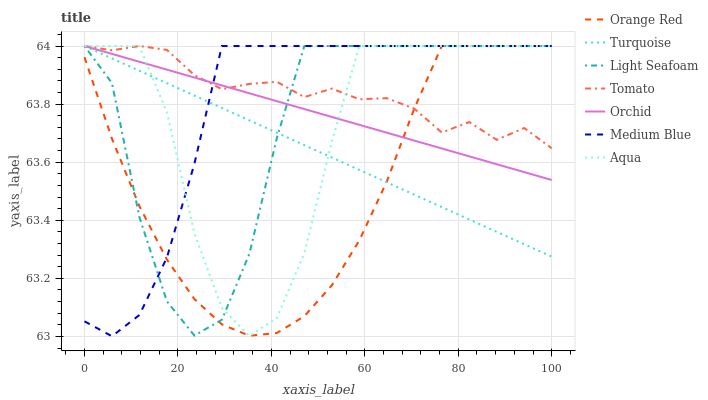 title
64
63.8
63.6
63.4
63.2
63
yaxis_label
0
20
40
60
80
100
xaxis_label
Orange Red
Turquoise
Light Seafoam
Tomato
Orchid
Medium Blue
Aqua